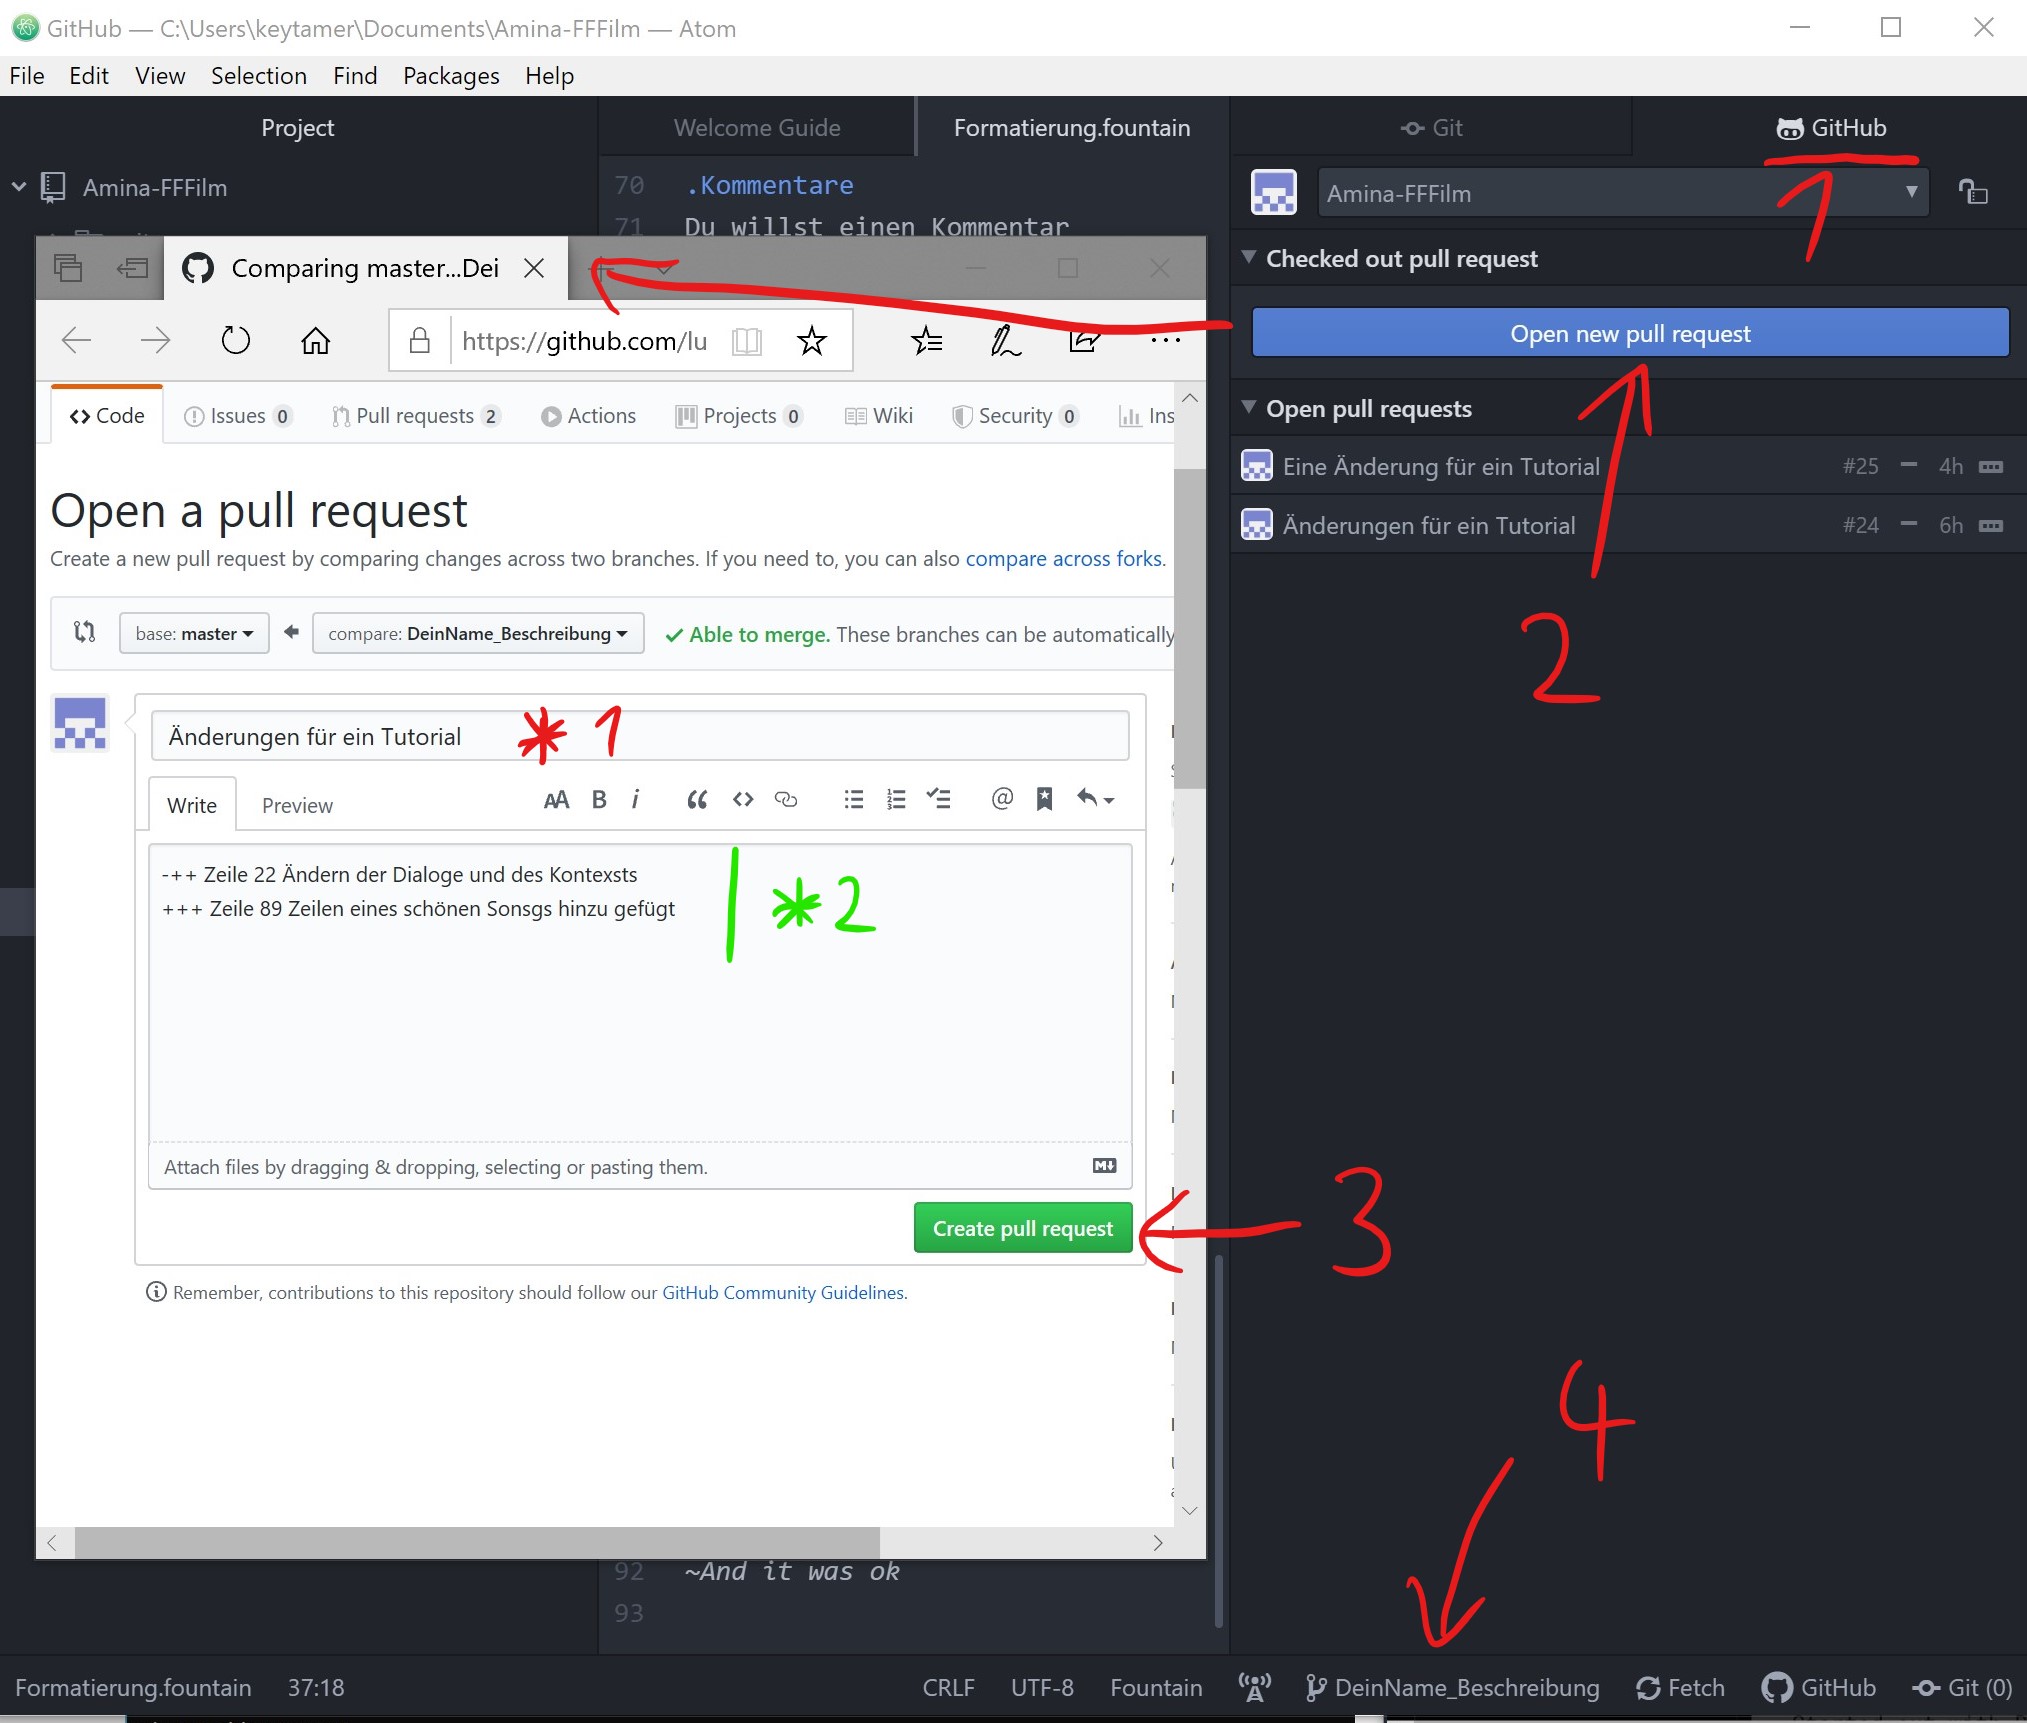 GitHub — C:\Users\keytamer\Documents\Amina-FFFilm — Atom
File Edit View Selection Find Packages Help
Project
Welcome Guide
Formatierung.fountain
Git
GitHub
Amina-FFFilm
70 .Kommentare
71 Du willst einen Kommentar
Amina-FFFilm
1
Checked out pull request
Open new pull request
2
Open pull requests
Eine Änderung für ein Tutorial #25 4h
Änderungen für ein Tutorial #24 6h
Comparing master...Dei
https://github.com/lu
Code Issues 0 Pull requests 2 Actions Projects 0 Wiki Security 0 Ins
Open a pull request
Create a new pull request by comparing changes across two branches. If you need to, you can also compare across forks.
base: master compare: DeinName_Beschreibung Able to merge. These branches can be automatically
Änderungen für ein Tutorial * 1
Write Preview
AA B i
-++ Zeile 22 Ändern der Dialoge und des Kontexsts
+++ Zeile 89 Zeilen eines schönen Sonsgs hinzu gefügt
* 2
Attach files by dragging & dropping, selecting or pasting them.
Create pull request
3
Remember, contributions to this repository should follow our GitHub Community Guidelines.
4
92 ~And it was ok
93
Formatierung.fountain 37:18 CRLF UTF-8 Fountain DeinName_Beschreibung Fetch GitHub Git (0)